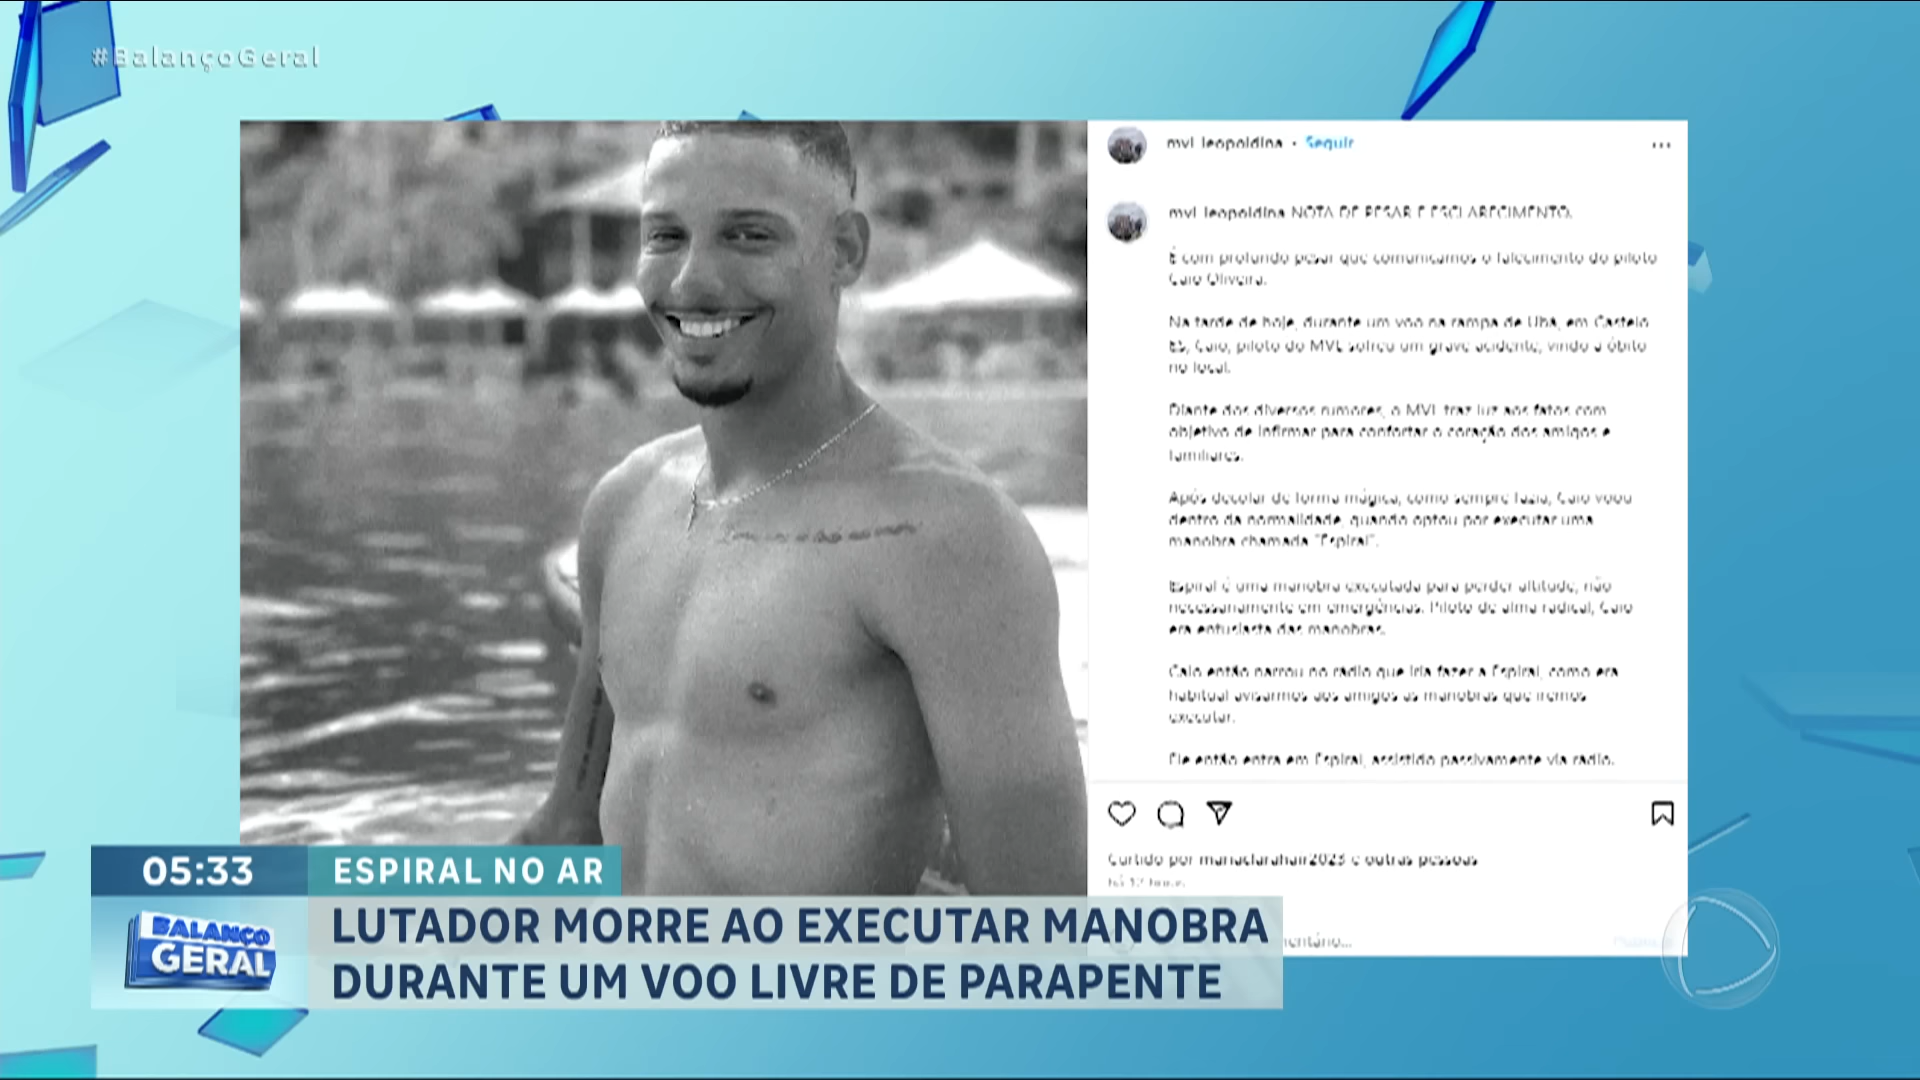 #BalançoGeral
mvl_leopoldina • Seguir
mvl_leopoldina NOTA DE PESAR E ESCLARECIMENTO.
É com profundo pesar que comunicamos o falecimento do piloto
Caio Oliveira.
Na tarde de hoje, durante um voo na rampa de Ubá, em Castelo
ES, Caio, piloto do MVL sofreu um grave acidente, vindo a óbito
no local.
Diante dos diversos rumores, o MVL traz luz aos fatos com
objetivo de infirmar para confortar o coração dos amigos e
familiares.
Após decolar de forma mágica, como sempre fazia, Caio voou
dentro da normalidade, quando optou por executar uma
manobra chamada "Espiral".
Espiral é uma manobra executada para perder altitude, não
necessariamente em emergências. Piloto de alma radical, Caio
era entusiasta das manobras.
Caio então narrou no rádio que iria fazer a Espiral, como era
habitual avisarmos aos amigos as manobras que iremos
executar.
Ele então entra em Espiral, assistido passivamente via rádio.
Curtido por mariaclarahair2023 e outras pessoas
05:33
ESPIRAL NO AR
BALANÇO
GERAL
LUTADOR MORRE AO EXECUTAR MANOBRA
DURANTE UM VOO LIVRE DE PARAPENTE